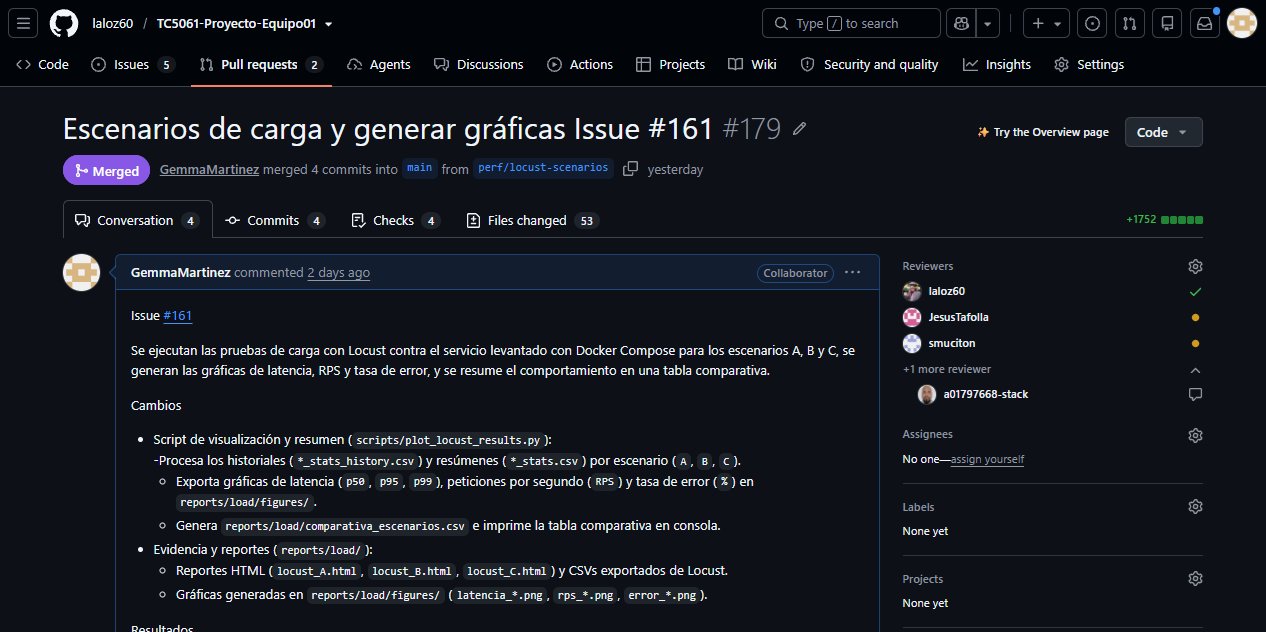 laloz60 / TC5061-Proyecto-Equipo01
Type / to search
Code
Issues 5
Pull requests 2
Agents
Discussions
Actions
Projects
Wiki
Security and quality
Insights
Settings
Escenarios de carga y generar gráficas Issue #161 #179
Try the Overview page
Code
Merged
GemmaMartinez merged 4 commits into main from perf/locust-scenarios yesterday
Conversation 4
Commits 4
Checks 4
Files changed 53
+1752
GemmaMartinez commented 2 days ago
Collaborator
Issue #161
Se ejecutan las pruebas de carga con Locust contra el servicio levantado con Docker Compose para los escenarios A, B y C, se
generan las gráficas de latencia, RPS y tasa de error, y se resume el comportamiento en una tabla comparativa.
Cambios
• Script de visualización y resumen ( scripts/plot_locust_results.py ):
-Procesa los historiales ( *_stats_history.csv ) y resúmenes ( *_stats.csv ) por escenario ( A , B , C ).
◦ Exporta gráficas de latencia ( p50 , p95 , p99 ), peticiones por segundo ( RPS ) y tasa de error ( % ) en
reports/load/figures/ .
◦ Genera reports/load/comparativa_escenarios.csv e imprime la tabla comparativa en consola.
• Evidencia y reportes ( reports/load/ ):
◦ Reportes HTML ( locust_A.html , locust_B.html , locust_C.html ) y CSVs exportados de Locust.
◦ Gráficas generadas en reports/load/figures/ ( latencia_*.png , rps_*.png , error_*.png ).
Resultados
Reviewers
laloz60
JesusTafolla
smuciton
+1 more reviewer
a01797668-stack
Assignees
No one—assign yourself
Labels
None yet
Projects
None yet